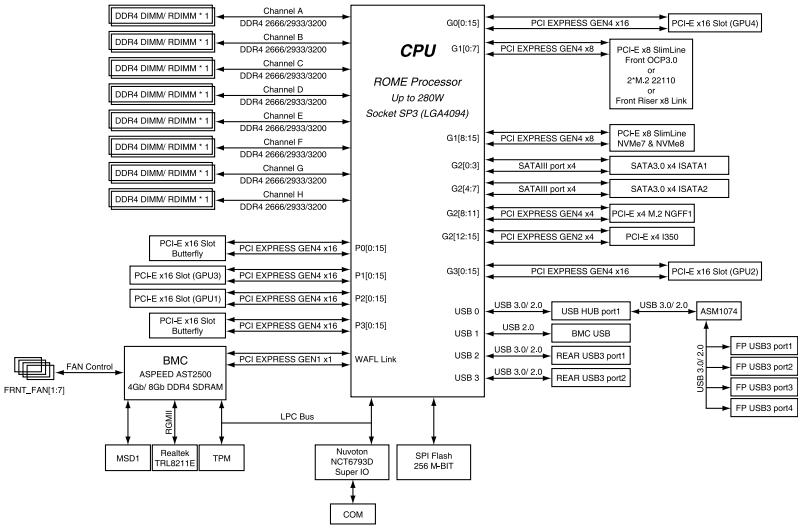 DDR4 DIMM/ RDIMM * 1
Channel A
DDR4 2666/2933/3200
DDR4 DIMM/ RDIMM * 1
Channel B
DDR4 2666/2933/3200
DDR4 DIMM/ RDIMM * 1
Channel C
DDR4 2666/2933/3200
DDR4 DIMM/ RDIMM * 1
Channel D
DDR4 2666/2933/3200
DDR4 DIMM/ RDIMM * 1
Channel E
DDR4 2666/2933/3200
DDR4 DIMM/ RDIMM * 1
Channel F
DDR4 2666/2933/3200
DDR4 DIMM/ RDIMM * 1
Channel G
DDR4 2666/2933/3200
DDR4 DIMM/ RDIMM * 1
Channel H
DDR4 2666/2933/3200
CPU
ROME Processor
Up to 280W
Socket SP3 (LGA4094)
G0[0:15]
PCI EXPRESS GEN4 x16
PCI-E x16 Slot (GPU4)
G1[0:7]
PCI EXPRESS GEN4 x8
PCI-E x8 SlimLine
Front OCP3.0
or
2*M.2 22110
or
Front Riser x8 Link
G1[8:15]
PCI EXPRESS GEN4 x8
PCI-E x8 SlimLine
NVMe7 & NVMe8
G2[0:3]
SATAIII port x4
SATA3.0 x4 ISATA1
G2[4:7]
SATAIII port x4
SATA3.0 x4 ISATA2
G2[8:11]
PCI EXPRESS GEN4 x4
PCI-E x4 M.2 NGFF1
G2[12:15]
PCI EXPRESS GEN2 x4
PCI-E x4 I350
G3[0:15]
PCI EXPRESS GEN4 x16
PCI-E x16 Slot (GPU2)
PCI-E x16 Slot
Butterfly
PCI EXPRESS GEN4 x16
P0[0:15]
PCI-E x16 Slot (GPU3)
PCI EXPRESS GEN4 x16
P1[0:15]
PCI-E x16 Slot (GPU1)
PCI EXPRESS GEN4 x16
P2[0:15]
PCI-E x16 Slot
Butterfly
PCI EXPRESS GEN4 x16
P3[0:15]
USB 0
USB 3.0/ 2.0
USB HUB port1
USB 3.0/ 2.0
ASM1074
USB 1
USB 2.0
BMC USB
USB 2
USB 3.0/ 2.0
REAR USB3 port1
USB 3
USB 3.0/ 2.0
REAR USB3 port2
USB 3.0/ 2.0
FP USB3 port1
FP USB3 port2
FP USB3 port3
FP USB3 port4
FRNT_FAN[1:7]
FAN Control
BMC
ASPEED AST2500
4Gb/ 8Gb DDR4 SDRAM
PCI EXPRESS GEN1 x1
WAFL Link
RGMII
LPC Bus
MSD1
Realtek
TRL8211E
TPM
Nuvoton
NCT6793D
Super IO
SPI Flash
256 M-BIT
COM